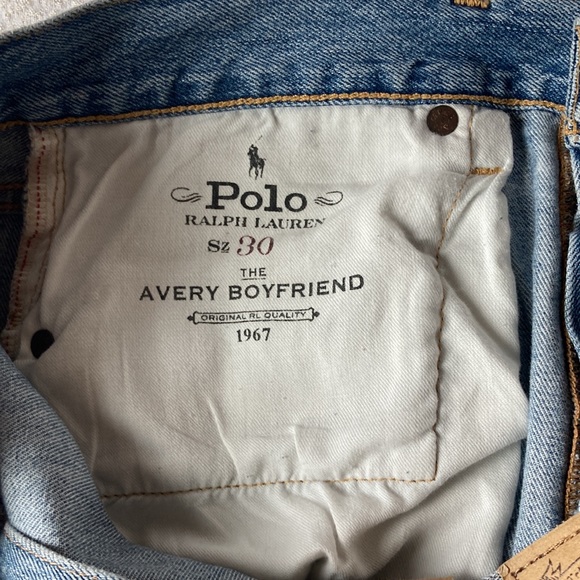 Polo
RALPH LAUREN
Sz 30
THE
AVERY BOYFRIEND
ORIGINAL RL QUALITY
1967